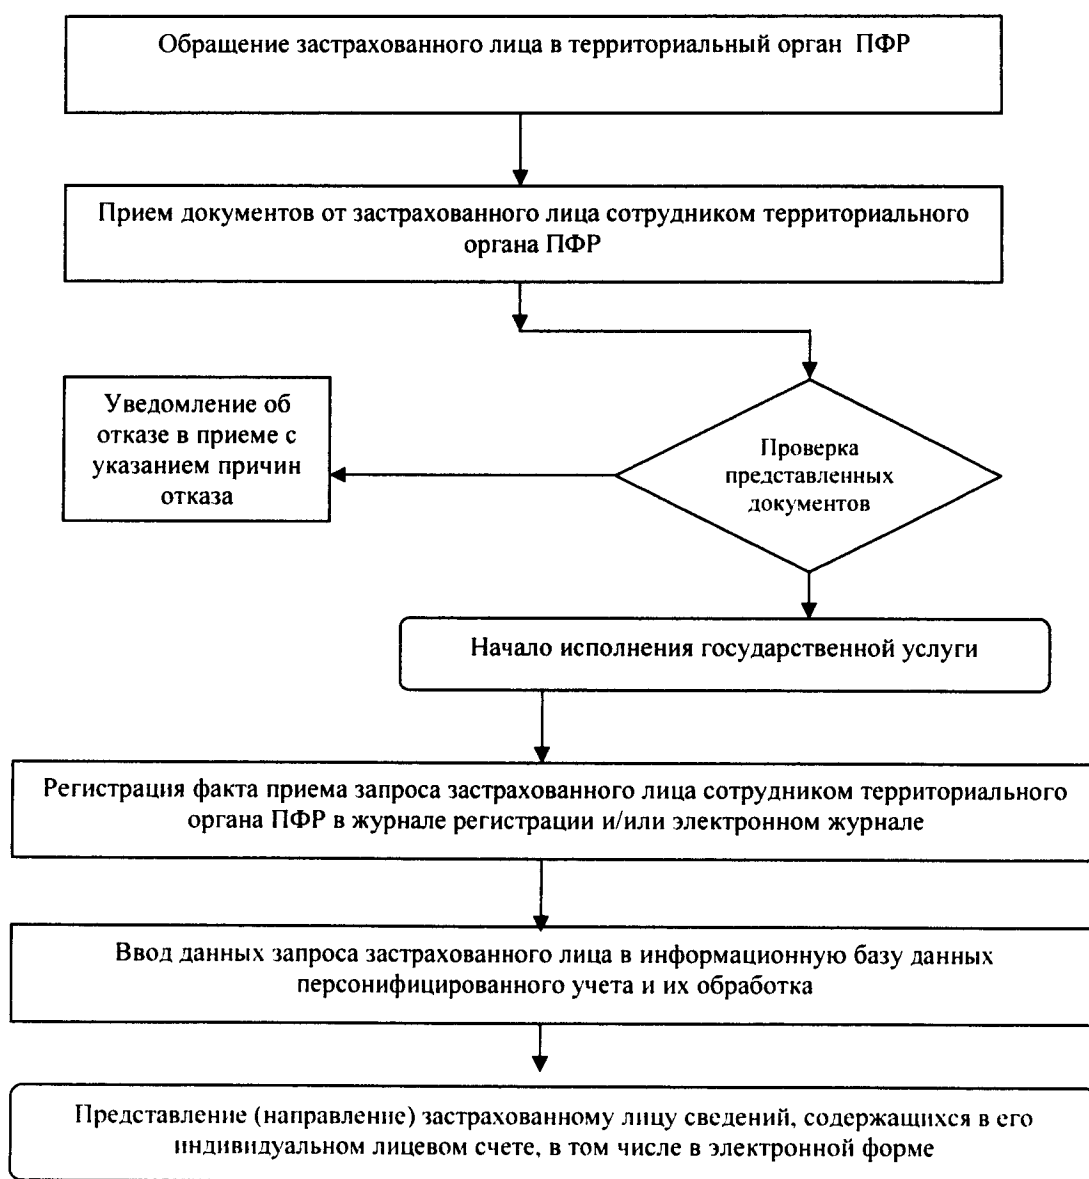 Обращение застрахованного лица в территориальный орган ПФР
Прием документов от застрахованного лица сотрудником территориального
органа ПФР
Уведомление об
отказе в приеме с
указанием причин
отказа
Проверка
представленных
документов
Начало исполнения государственной услуги
Регистрация факта приема запроса застрахованного лица сотрудником территориального
органа ПФР в журнале регистрации и/или электронном журнале
Ввод данных запроса застрахованного лица в информационную базу данных
персонифицированного учета и их обработка
Представление (направление) застрахованному лицу сведений, содержащихся в его
индивидуальном лицевом счете, в том числе в электронной форме